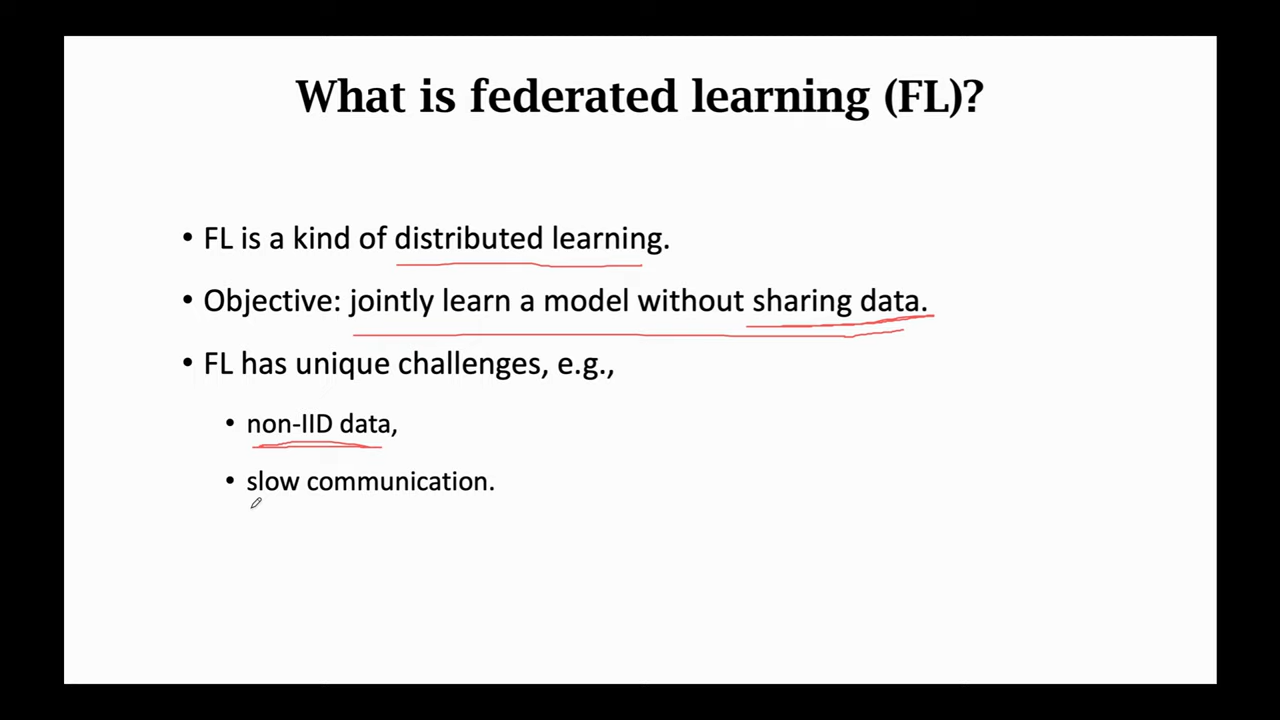 What is federated learning (FL)?
• FL is a kind of distributed learning.
• Objective: jointly learn a model without sharing data.
• FL has unique challenges, e.g.,
• non-IID data,
• slow communication.